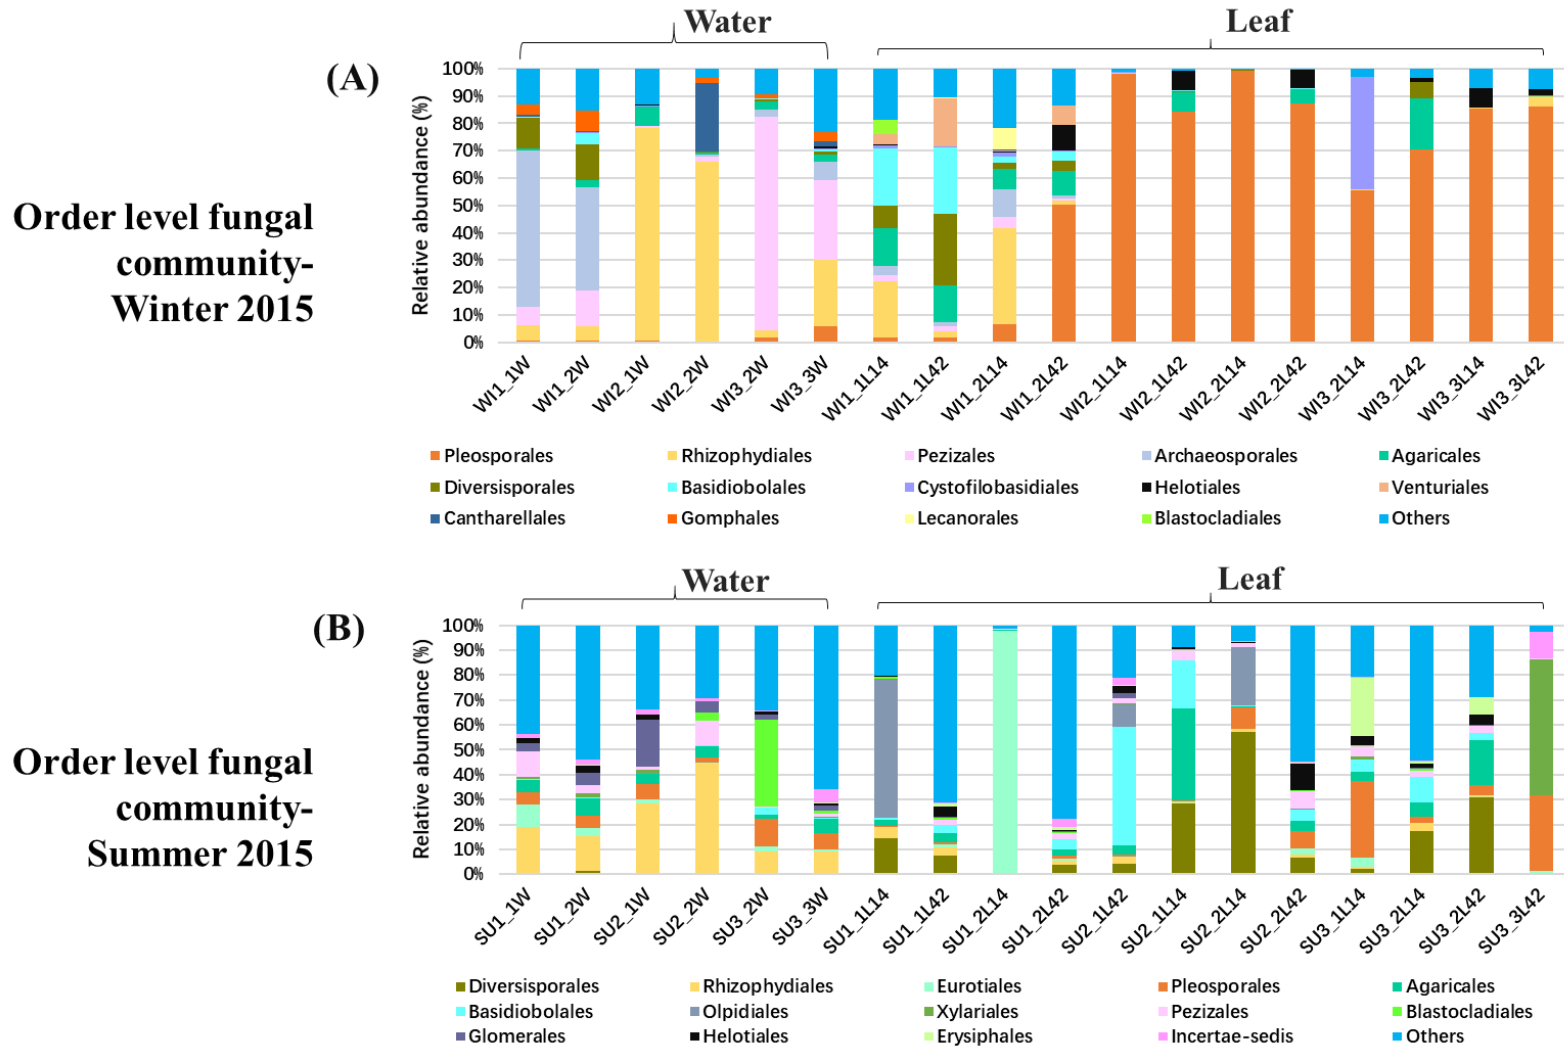 Water
Leaf
(A)
Order level fungal
community-
Winter 2015
Relative abundance (%)
100%
90%
80%
70%
60%
50%
40%
30%
20%
10%
0%
WI1_1W WI1_2W WI2_1W WI2_2W WI3_2W WI3_3W WI1_1L14 WI1_1L42 WI1_2L14 WI1_2L42 WI2_1L14 WI2_1L42 WI2_2L14 WI2_2L42 WI3_2L14 WI3_2L42 WI3_3L14 WI3_3L42
Pleosporales Rhizophydiales Pezizales Archaeosporales Agaricales
Diversisporales Basidiobolales Cystofilobasidiales Helotiales Venturiales
Cantharellales Gomphales Lecanorales Blastocladiales Others
Water
Leaf
(B)
Order level fungal
community-
Summer 2015
Relative abundance (%)
100%
90%
80%
70%
60%
50%
40%
30%
20%
10%
0%
SU1_1W SU1_2W SU2_1W SU2_2W SU3_2W SU3_3W SU1_1L14 SU1_1L42 SU1_2L14 SU1_2L42 SU2_1L42 SU2_1L14 SU2_2L14 SU2_2L42 SU3_1L14 SU3_2L14 SU3_2L42 SU3_3L42
Diversisporales Rhizophydiales Eurotiales Pleosporales Agaricales
Basidiobolales Olpidiales Xylariales Pezizales Blastocladiales
Glomerales Helotiales Erysiphales Incertae-sedis Others